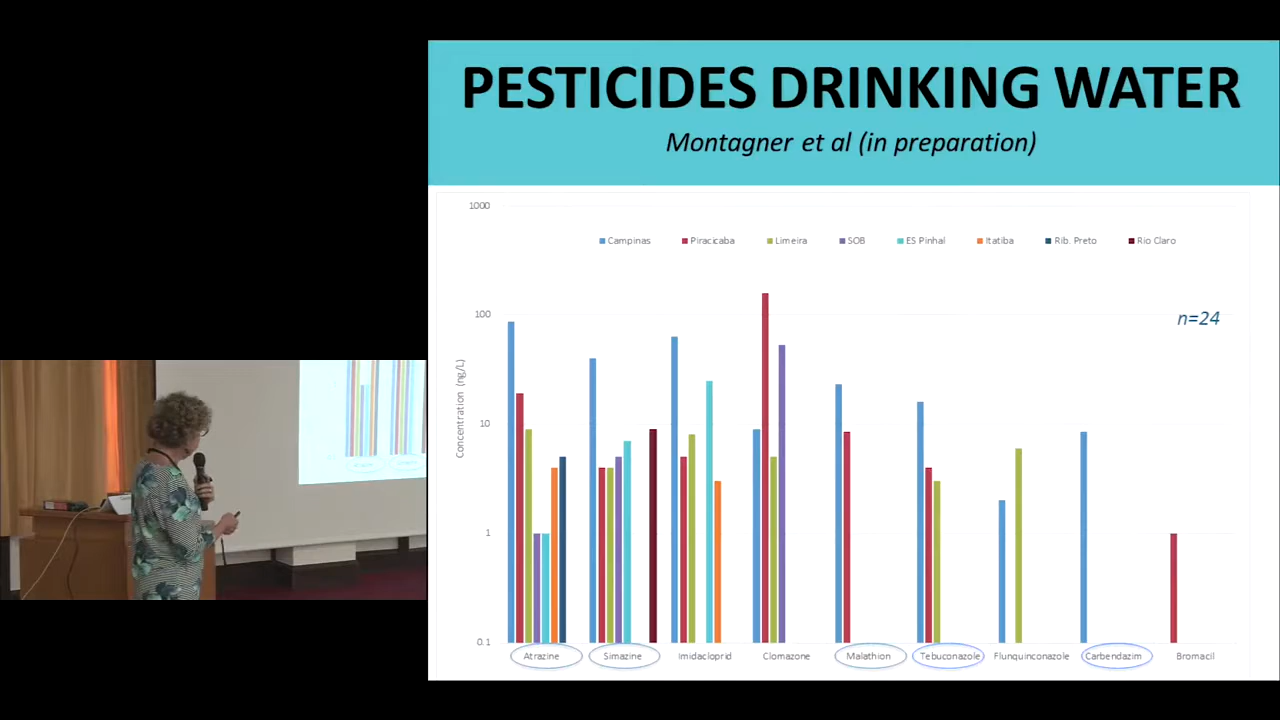 PESTICIDES DRINKING WATER
Montagner et al (in preparation)
1000
Campinas Piracicaba Limeira SOB ES Pinhal Itatiba Rib. Preto Rio Claro
100
n=24
Concentration (ng/L)
10
1
0.1
Atrazine Simazine Imidacloprid Clomazone Malathion Tebuconazole Flunquinconazole Carbendazim Bromacil